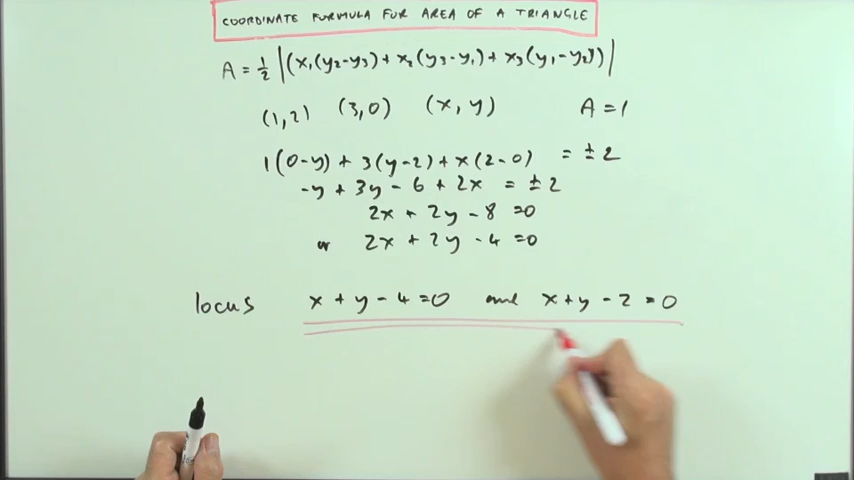 COORDINATE FORMULA FOR AREA OF A TRIANGLE
A = 1/2 |(x₁(y₂-y₃) + x₂(y₃-y₁) + x₃(y₁-y₂))|
(1,2) (3,0) (x,y) A = 1
1(0-y) + 3(y-2) + x(2-0) = ± 2
-y + 3y - 6 + 2x = ± 2
2x + 2y - 8 = 0
or 2x + 2y - 4 = 0
locus x + y - 4 = 0 and x + y - 2 = 0